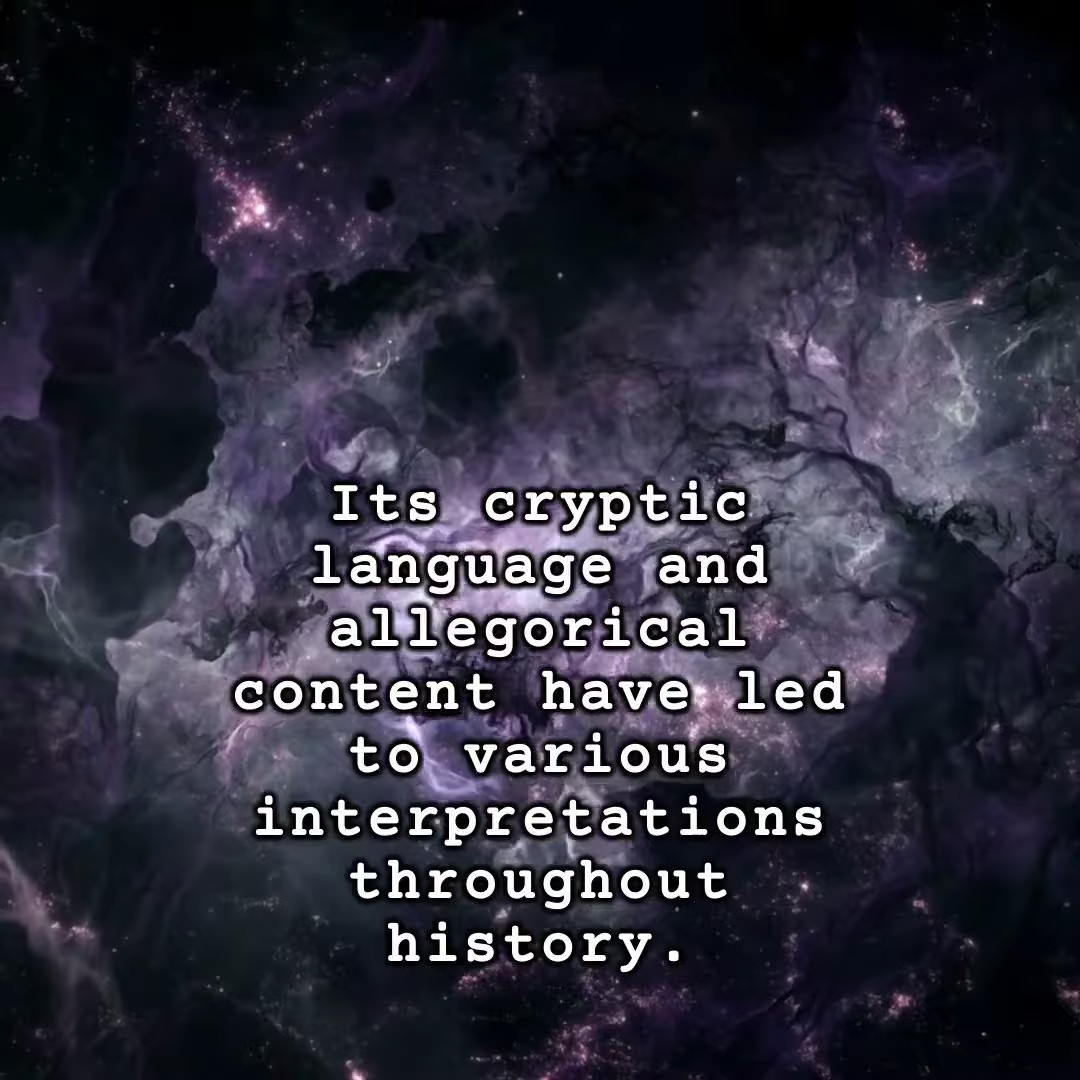 Its cryptic
language and
allegorical
content have led
to various
interpretations
throughout
history.